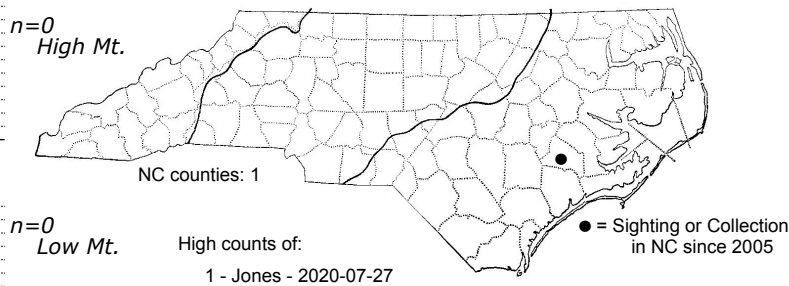 n=0
High Mt.
NC counties: 1
n=0
Low Mt.
High counts of:
1 - Jones - 2020-07-27
● = Sighting or Collection
in NC since 2005